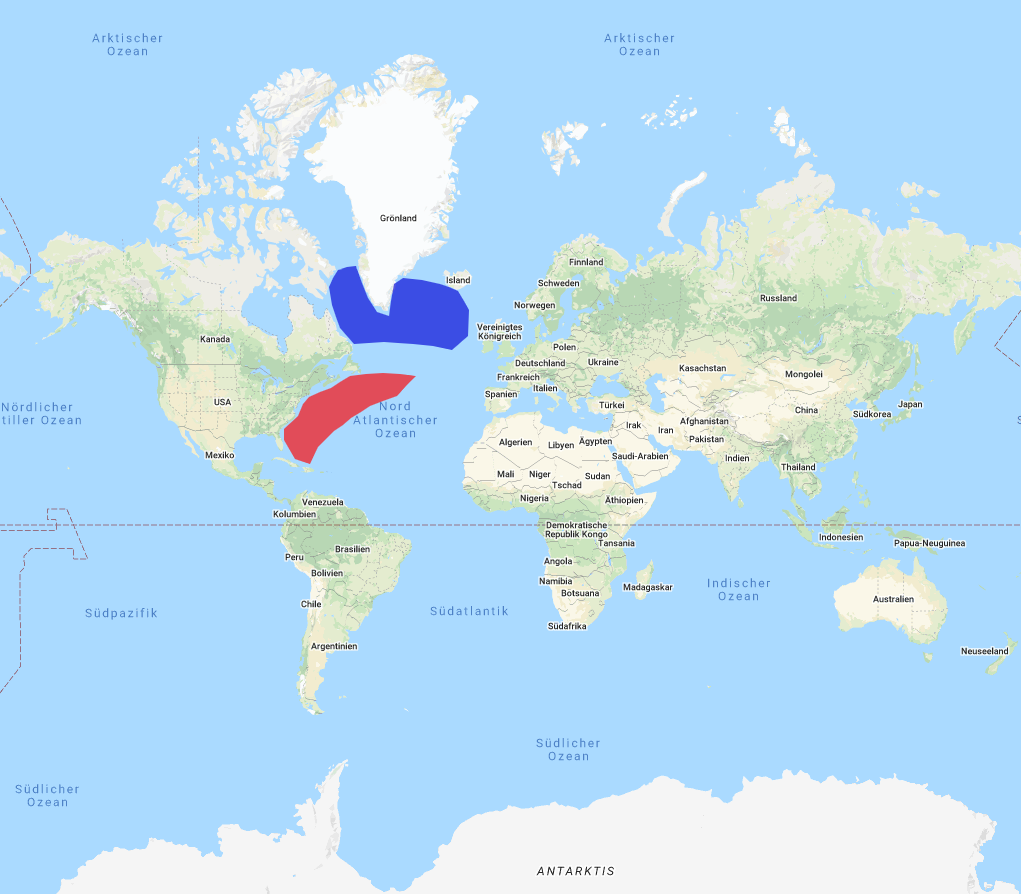 Arktischer
Ozean
Arktischer
Ozean
Grönland
Island
Finnland
Schweden
Norwegen
Russland
Vereinigtes
Königreich
Kanada
Polen
Deutschland
Ukraine
Kasachstan
Mongolei
Frankreich
Italien
Spanien
USA
Nördlicher
tiller Ozean
Nord
Atlantischer
Ozean
Türkei
China
Japan
Südkorea
Afghanistan
Irak
Iran
Pakistan
Algerien
Libyen
Ägypten
Saudi-Arabien
Indien
Mexiko
Thailand
Mali
Niger
Sudan
Tschad
Nigeria
Äthiopien
Venezuela
Kolumbien
Demokratische
Republik Kongo
Tansania
Indonesien
Papua-Neuguinea
Brasilien
Peru
Angola
Bolivien
Namibia
Botsuana
Madagaskar
Indischer
Ozean
Chile
Australien
Südpazifik
Südatlantik
Südafrika
Argentinien
Neuseeland
Südlicher
Ozean
Südlicher
Ozean
S
ANTARKTIS